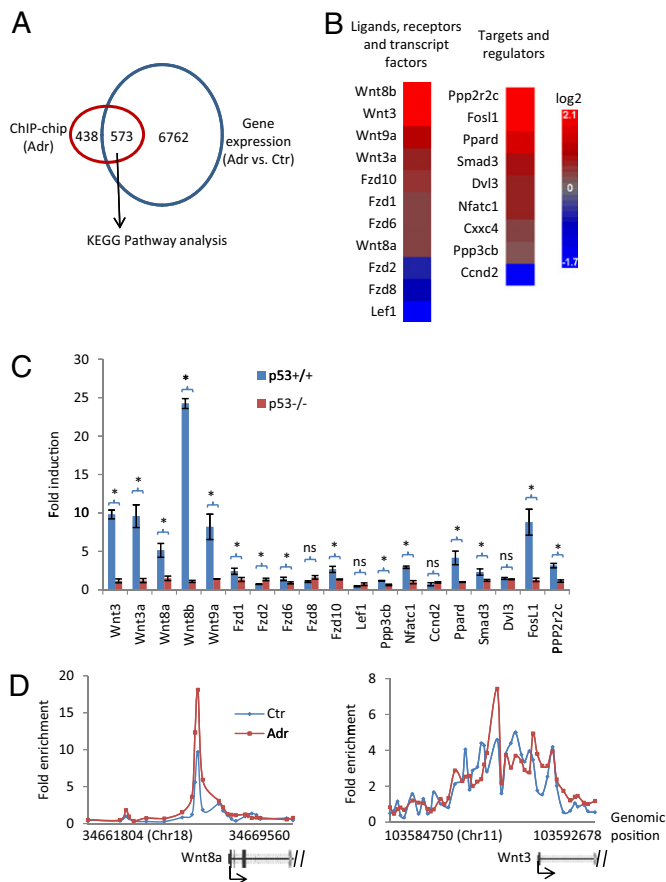 A
ChIP-chip
(Adr)
438
573
6762
Gene
expression
(Adr vs. Ctr)
KEGG Pathway analysis
B
Ligands, receptors
and transcript
factors
Wnt8b
Wnt3
Wnt9a
Wnt3a
Fzd10
Fzd1
Fzd6
Wnt8a
Fzd2
Fzd8
Lef1
Targets and
regulators
Ppp2r2c
Fosl1
Ppard
Smad3
Dvl3
Nfatc1
Cxxc4
Ppp3cb
Ccnd2
log2
2.1
0
-1.7
C
Fold induction
30
25
20
15
10
5
0
p53+/+
p53-/-
* * * * * * * * ns * ns * * ns * * ns * *
Wnt3
Wnt3a
Wnt8a
Wnt8b
Wnt9a
Fzd1
Fzd2
Fzd6
Fzd8
Fzd10
Lef1
Ppp3cb
Nfatc1
Ccnd2
Ppard
Smad3
Dvl3
FosL1
PPP2r2c
D
Fold enrichment
20
15
10
5
0
Ctr
Adr
34661804 (Chr18)
34669560
Wnt8a
//
Fold enrichment
8
6
4
2
0
103584750 (Chr11)
103592678
Genomic
position
Wnt3
//